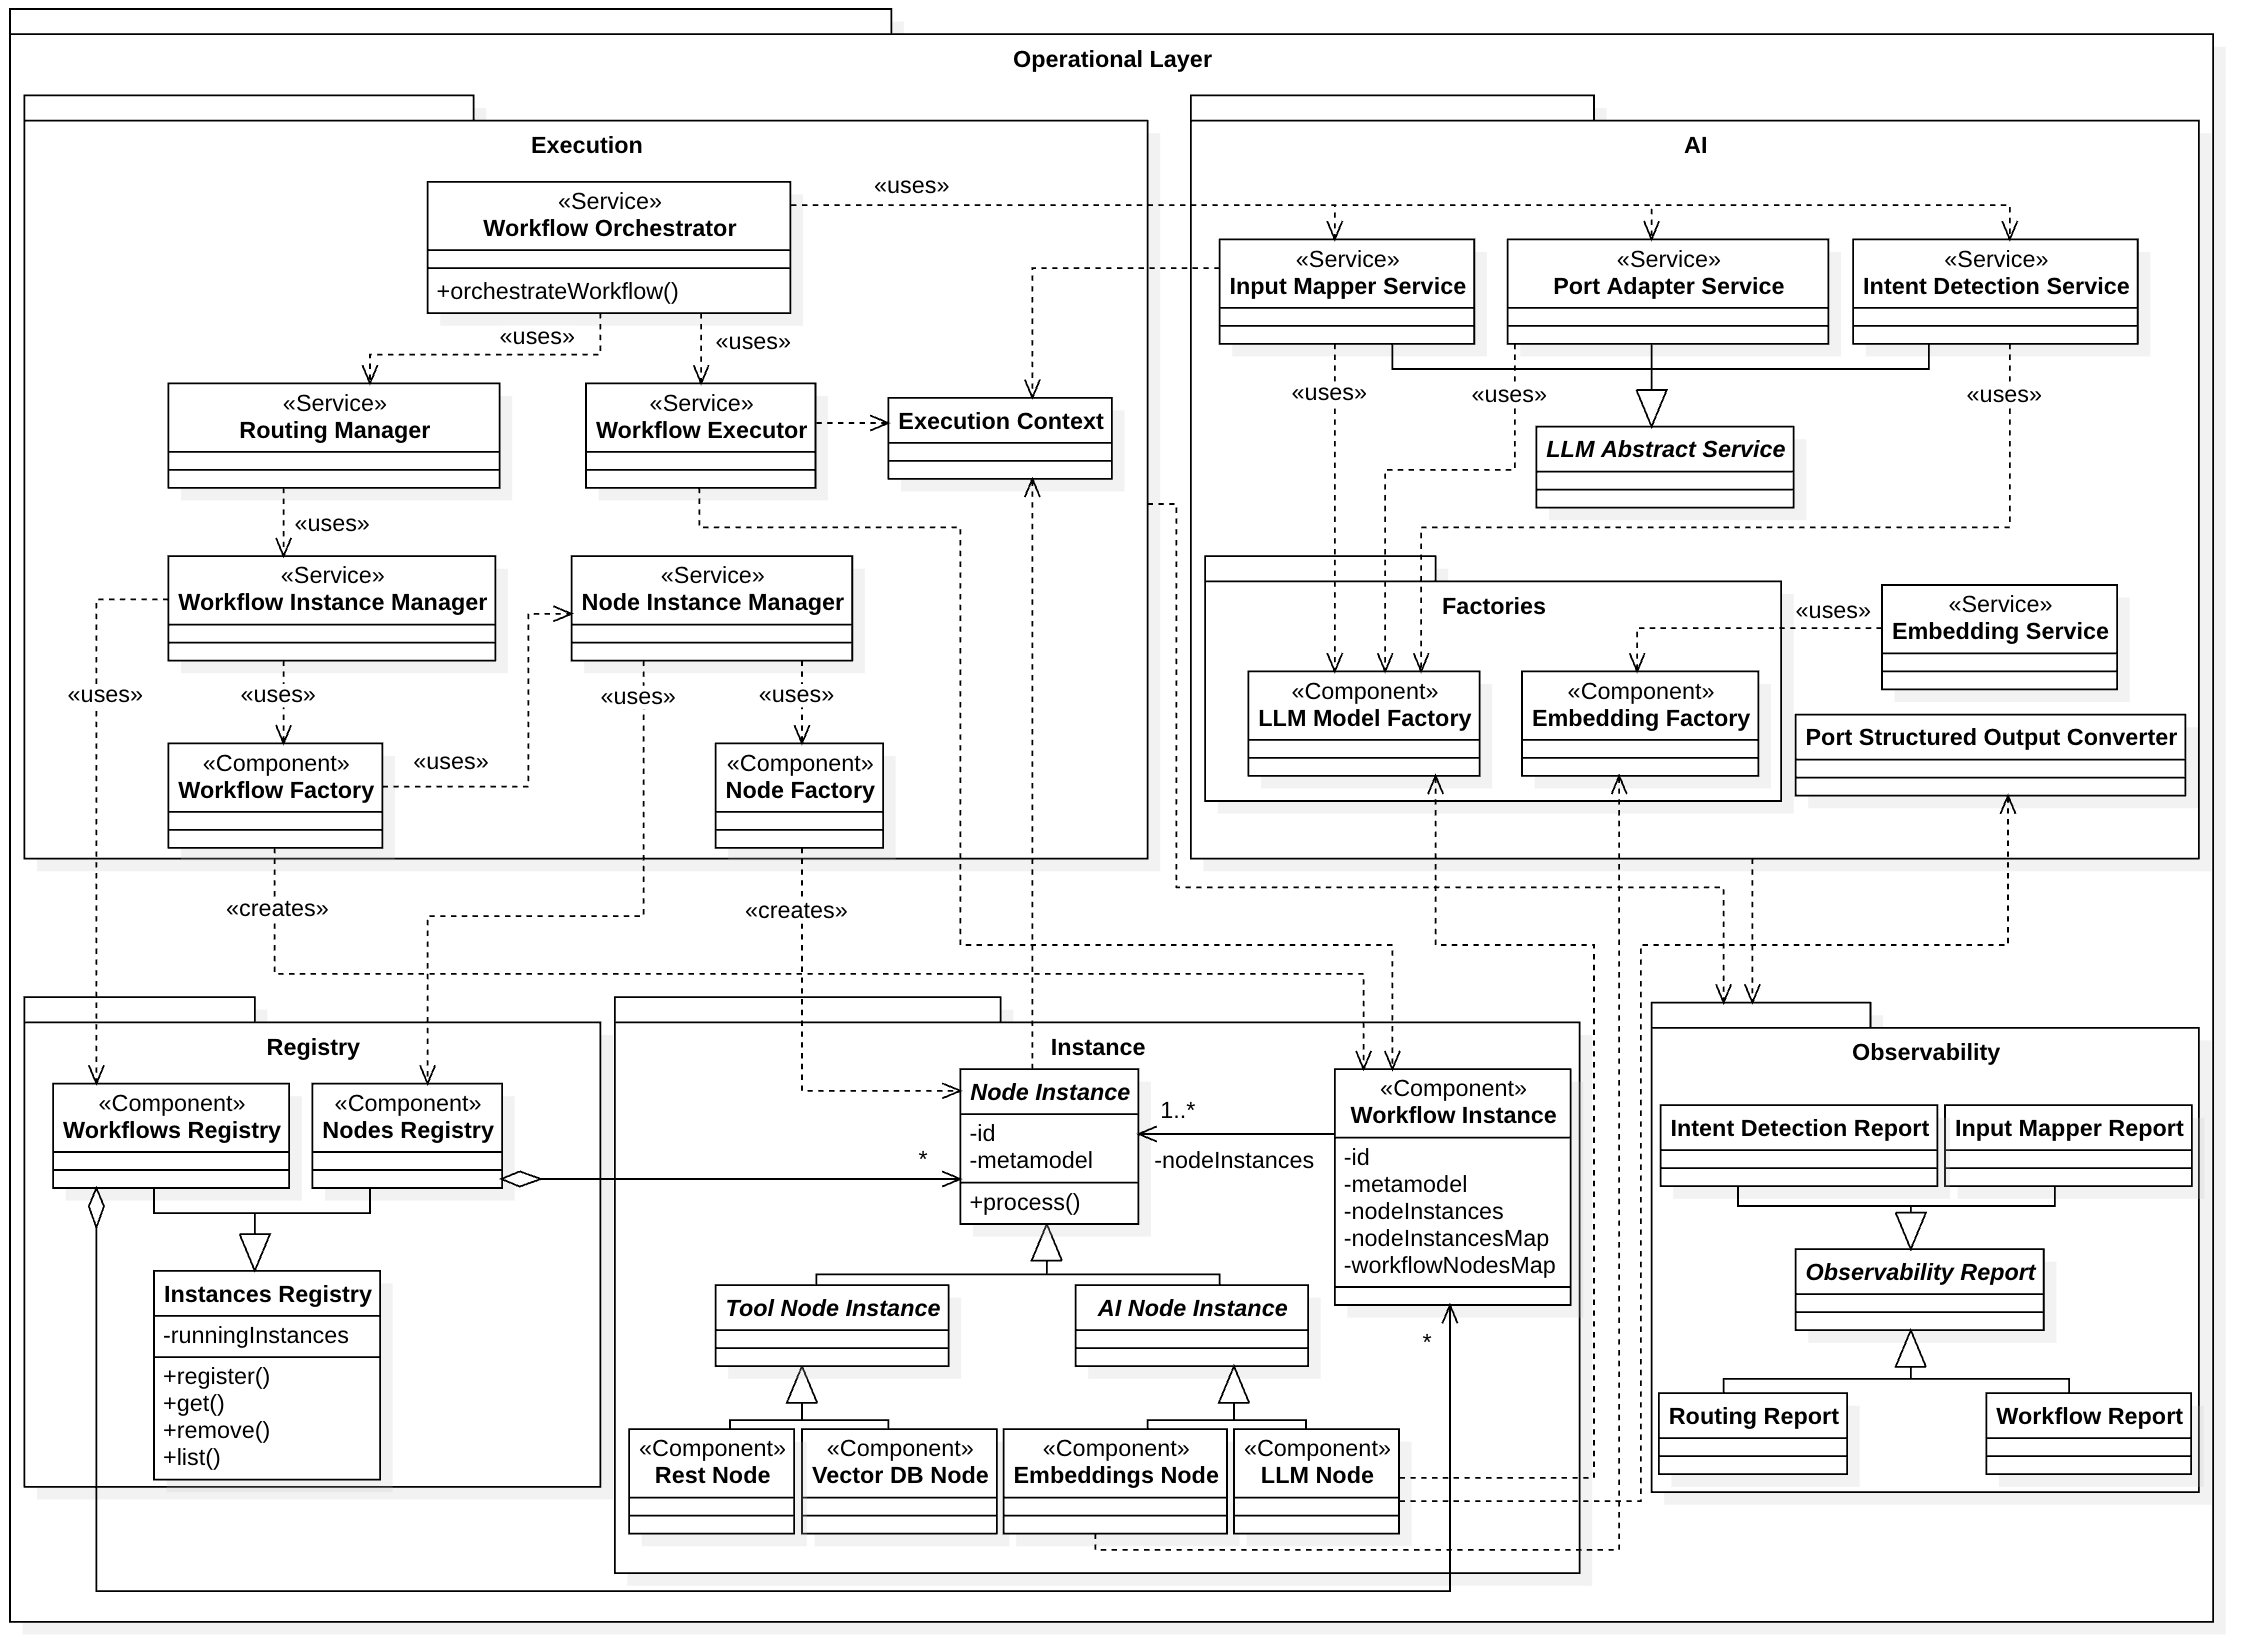 Operational Layer
Execution
«Service»
Workflow Orchestrator
+orchestrateWorkflow()
«uses»
«uses»
«uses»
«Service»
Routing Manager
«Service»
Workflow Executor
Execution Context
«uses»
«Service»
Workflow Instance Manager
«Service»
Node Instance Manager
«uses»
«uses»
«uses»
«uses»
«Component»
Workflow Factory
«uses»
«Component»
Node Factory
«creates»
«creates»
AI
«Service»
Input Mapper Service
«Service»
Port Adapter Service
«Service»
Intent Detection Service
«uses»
«uses»
«uses»
LLM Abstract Service
Factories
«uses»
«Service»
Embedding Service
«Component»
LLM Model Factory
«Component»
Embedding Factory
Port Structured Output Converter
Registry
«Component»
Workflows Registry
«Component»
Nodes Registry
*
Instances Registry
-runningInstances
+register()
+get()
+remove()
+list()
Instance
Node Instance
-id
-metamodel
+process()
1..*
-nodeInstances
«Component»
Workflow Instance
-id
-metamodel
-nodeInstances
-nodeInstancesMap
-workflowNodesMap
*
Tool Node Instance
AI Node Instance
«Component»
Rest Node
«Component»
Vector DB Node
«Component»
Embeddings Node
«Component»
LLM Node
Observability
Intent Detection Report
Input Mapper Report
Observability Report
Routing Report
Workflow Report